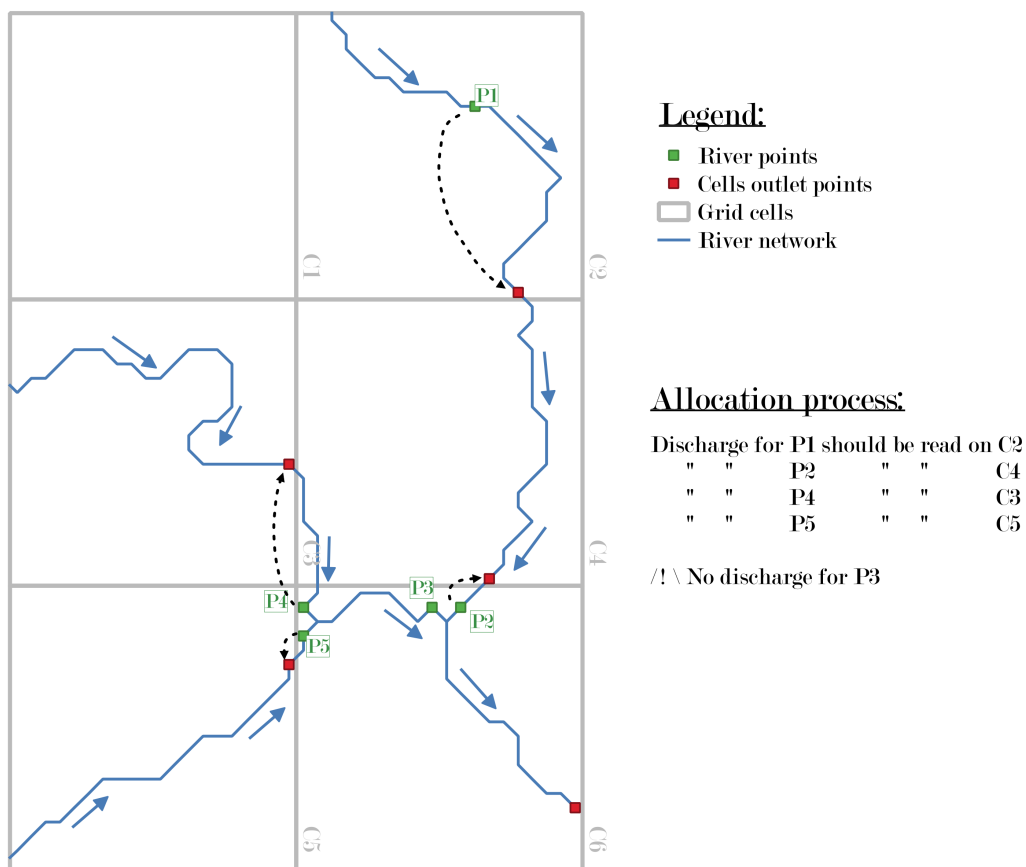 P1
C1
C2
P4
C3
P3
C4
P2
P5
C5
C6
Legend:
River points
Cells outlet points
Grid cells
River network
Allocation process:
Discharge for P1 should be read on C2
" " P2 " " C4
" " P4 " " C3
" " P5 " " C5
/!\ No discharge for P3